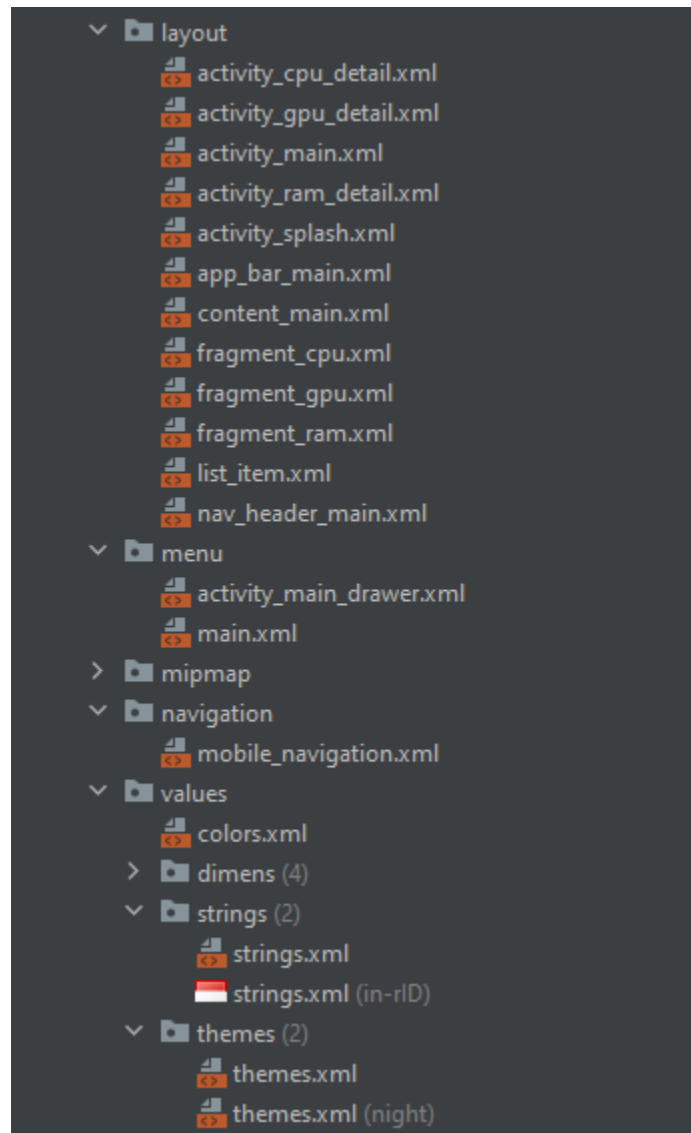 layout
activity_cpu_detail.xml
activity_gpu_detail.xml
activity_main.xml
activity_ram_detail.xml
activity_splash.xml
app_bar_main.xml
content_main.xml
fragment_cpu.xml
fragment_gpu.xml
fragment_ram.xml
list_item.xml
nav_header_main.xml
menu
activity_main_drawer.xml
main.xml
mipmap
navigation
mobile_navigation.xml
values
colors.xml
dimens (4)
strings (2)
strings.xml
strings.xml (in-rID)
themes (2)
themes.xml
themes.xml (night)